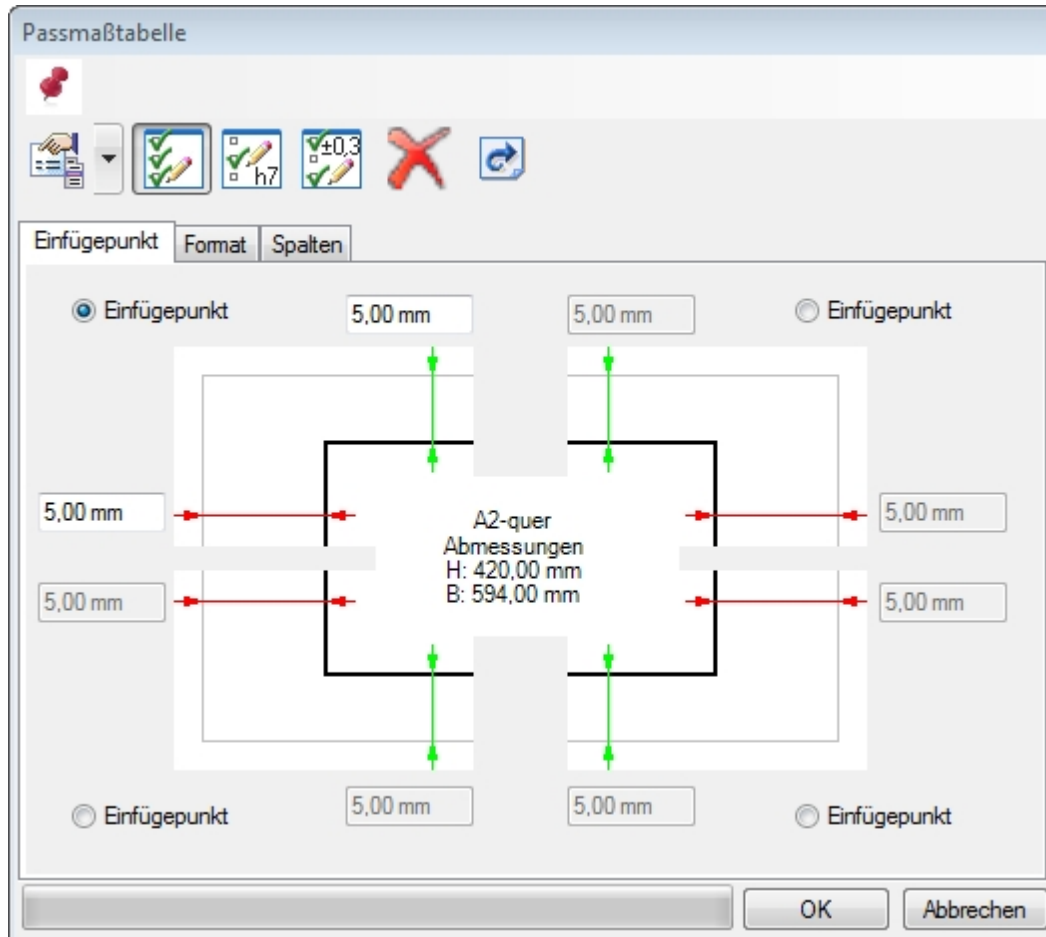 Passmaßtabelle
h7
±0,3
Einfügepunkt Format Spalten
Einfügepunkt 5,00 mm 5,00 mm Einfügepunkt
5,00 mm A2-quer 5,00 mm
Abmessungen
H: 420,00 mm
5,00 mm B: 594,00 mm 5,00 mm
Einfügepunkt 5,00 mm 5,00 mm Einfügepunkt
OK Abbrechen